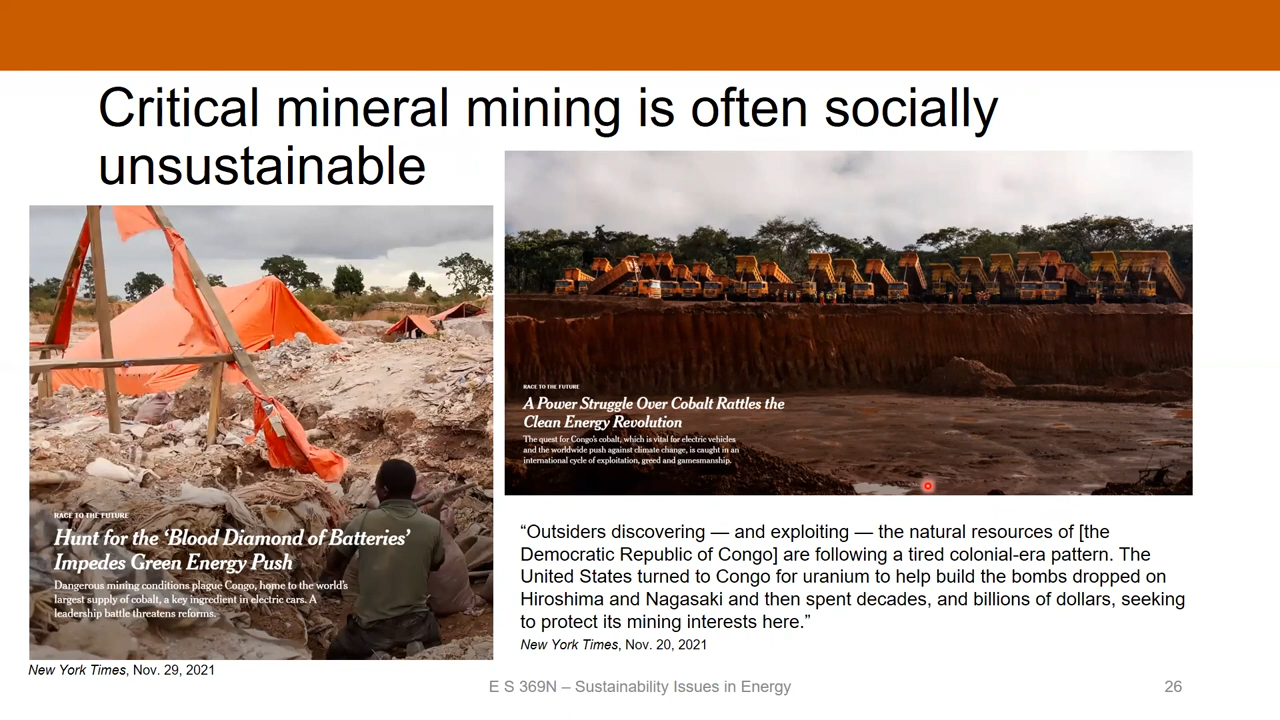 Critical mineral mining is often socially
unsustainable
RACE TO THE FUTURE
Hunt for the ‘Blood Diamond of Batteries’
Impedes Green Energy Push
Dangerous mining conditions plague Congo, home to the world's
largest supply of cobalt, a key ingredient in electric cars. A
leadership battle threatens reforms.
New York Times, Nov. 29, 2021
RACE TO THE FUTURE
A Power Struggle Over Cobalt Rattles the
Clean Energy Revolution
The quest for Congo's cobalt, which is vital for electric vehicles
and the worldwide push against climate change, is caught in an
international cycle of exploitation, greed and gamesmanship.
“Outsiders discovering — and exploiting — the natural resources of [the
Democratic Republic of Congo] are following a tired colonial-era pattern. The
United States turned to Congo for uranium to help build the bombs dropped on
Hiroshima and Nagasaki and then spent decades, and billions of dollars, seeking
to protect its mining interests here.”
New York Times, Nov. 20, 2021
E S 369N – Sustainability Issues in Energy
26